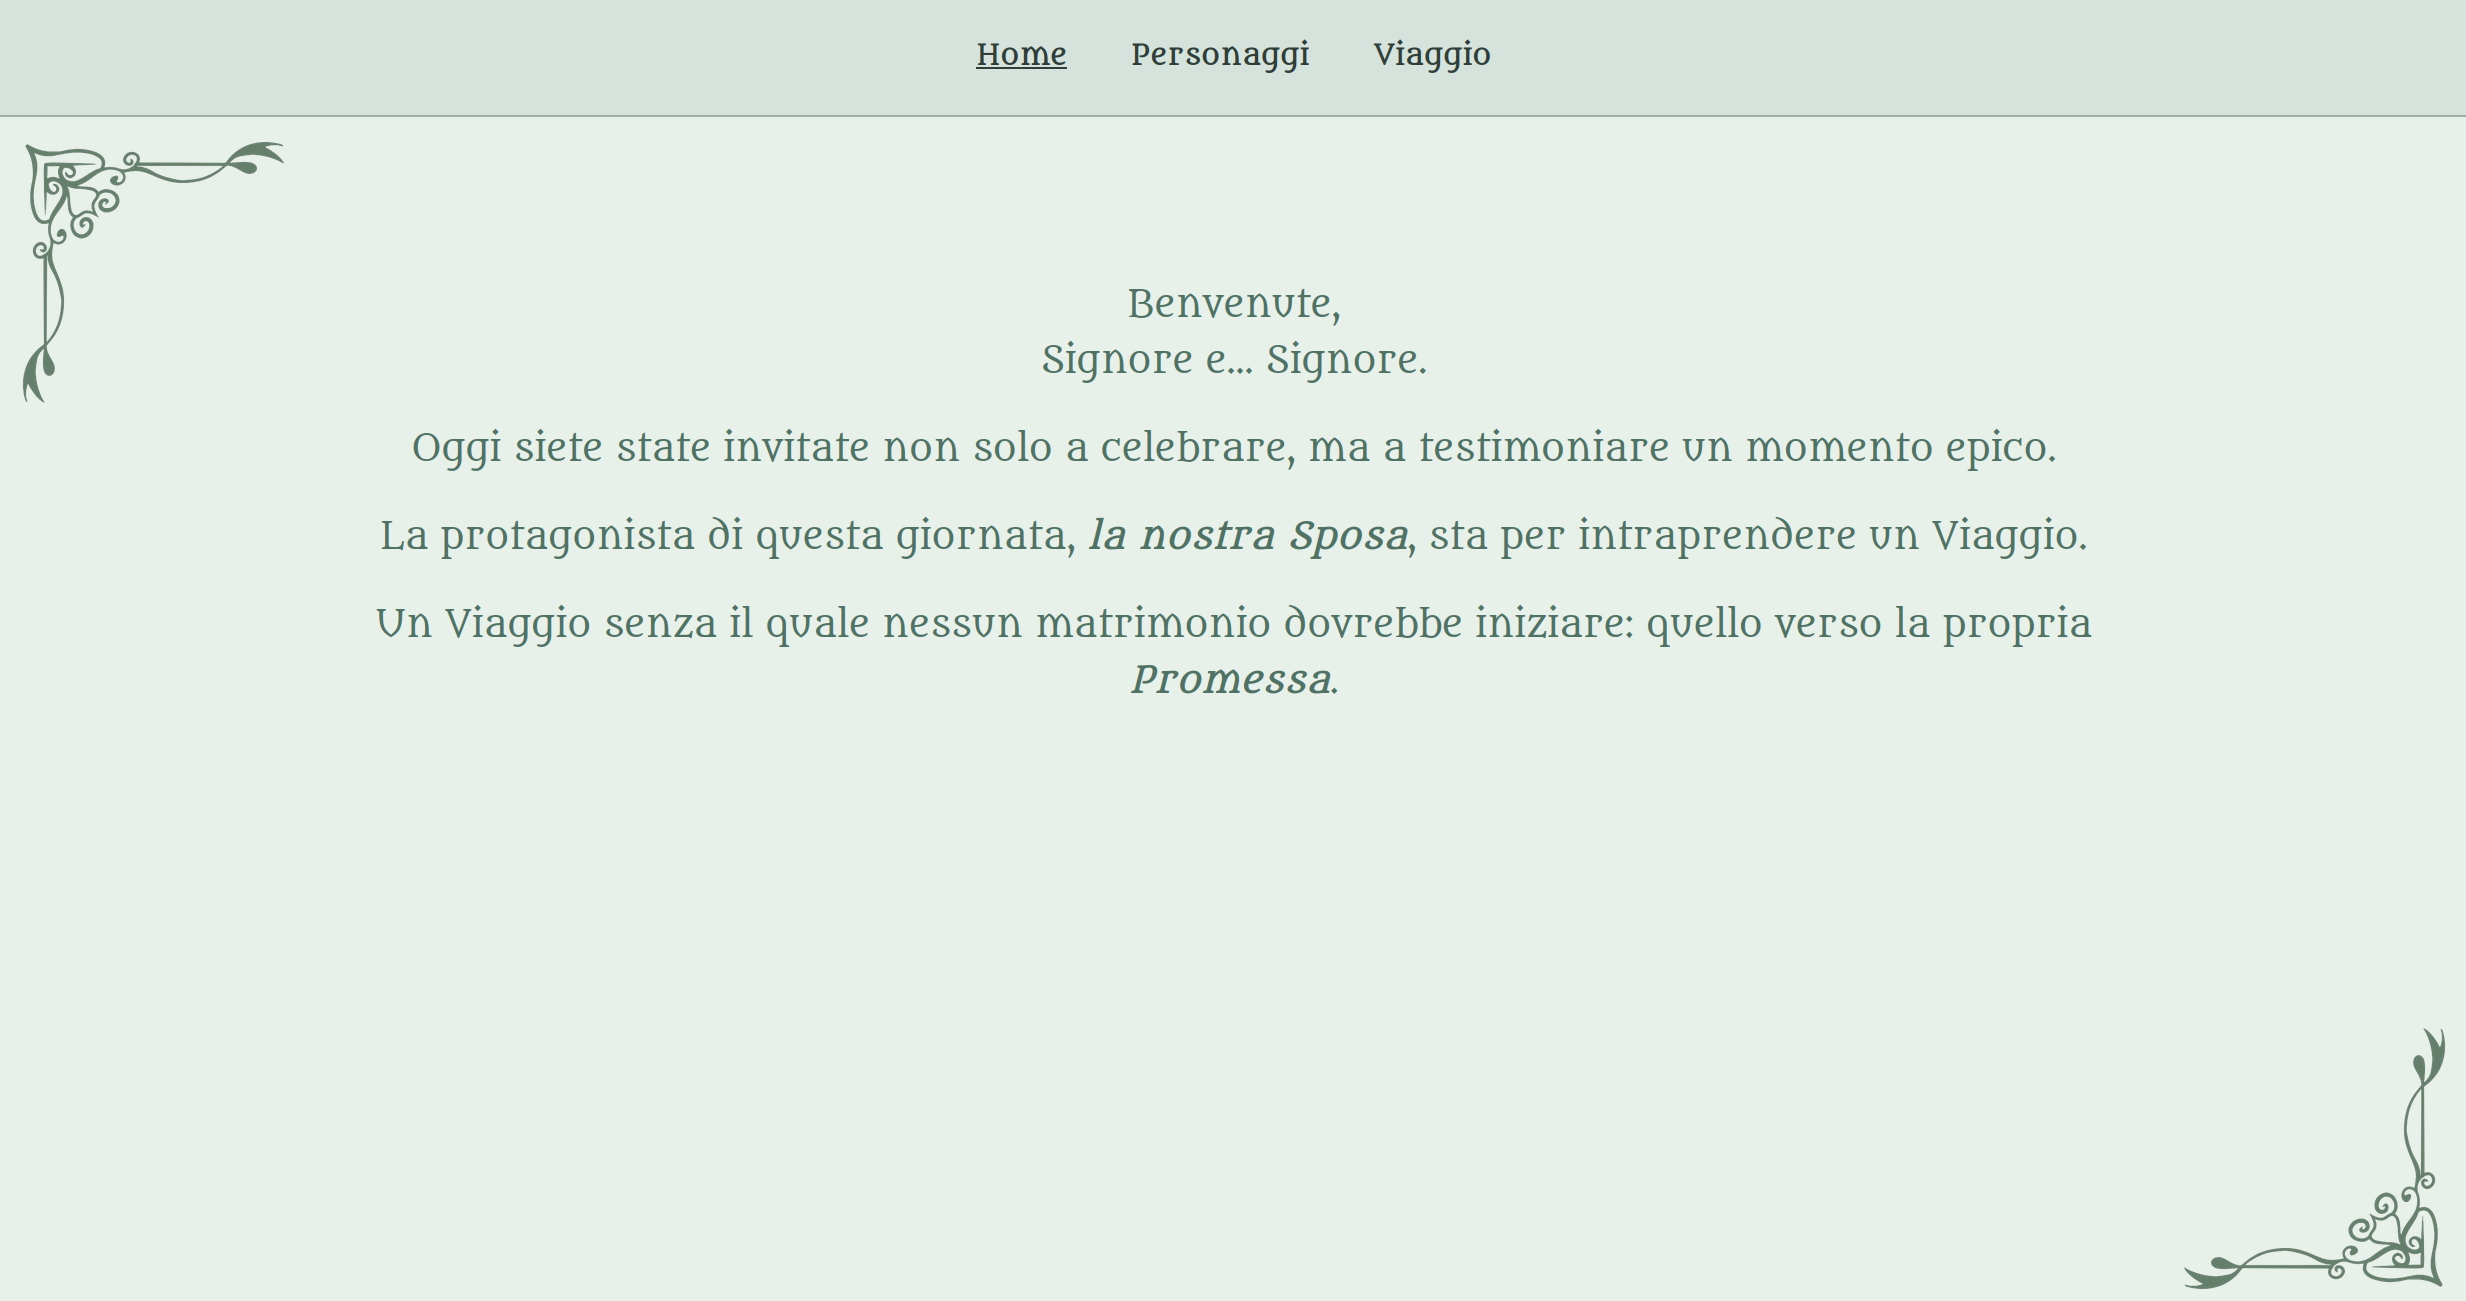 Home Personaggi Viaggio
Benvenute,
Signore e... Signore.
Oggi siete state invitate non solo a celebrare, ma a testimoniare un momento epico.
La protagonista di questa giornata, la nostra Sposa, sta per intraprendere un Viaggio.
Un Viaggio senza il quale nessun matrimonio dovrebbe iniziare: quello verso la propria
Promessa.